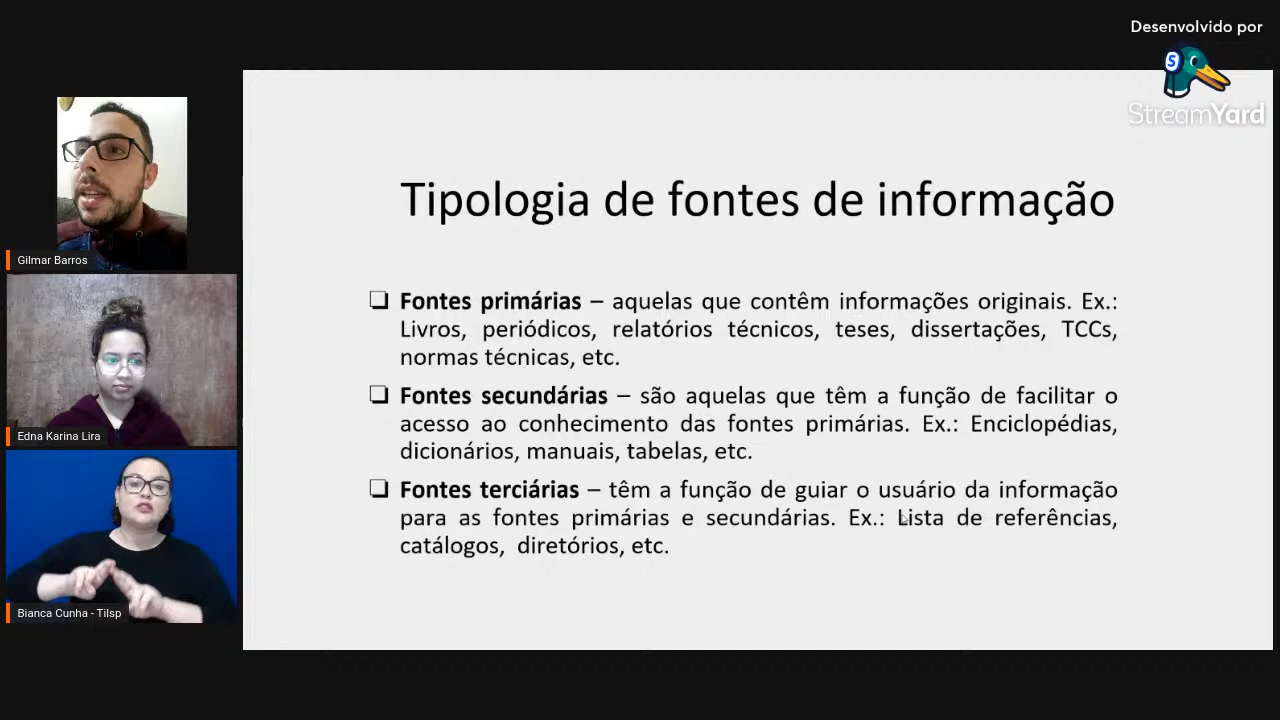 Desenvolvido por
StreamYard
Gilmar Barros
Edna Karina Lira
Bianca Cunha - Tilsp
Tipologia de fontes de informação
Fontes primárias – aquelas que contêm informações originais. Ex.:
Livros, periódicos, relatórios técnicos, teses, dissertações, TCCs,
normas técnicas, etc.
Fontes secundárias – são aquelas que têm a função de facilitar o
acesso ao conhecimento das fontes primárias. Ex.: Enciclopédias,
dicionários, manuais, tabelas, etc.
Fontes terciárias – têm a função de guiar o usuário da informação
para as fontes primárias e secundárias. Ex.: Lista de referências,
catálogos, diretórios, etc.